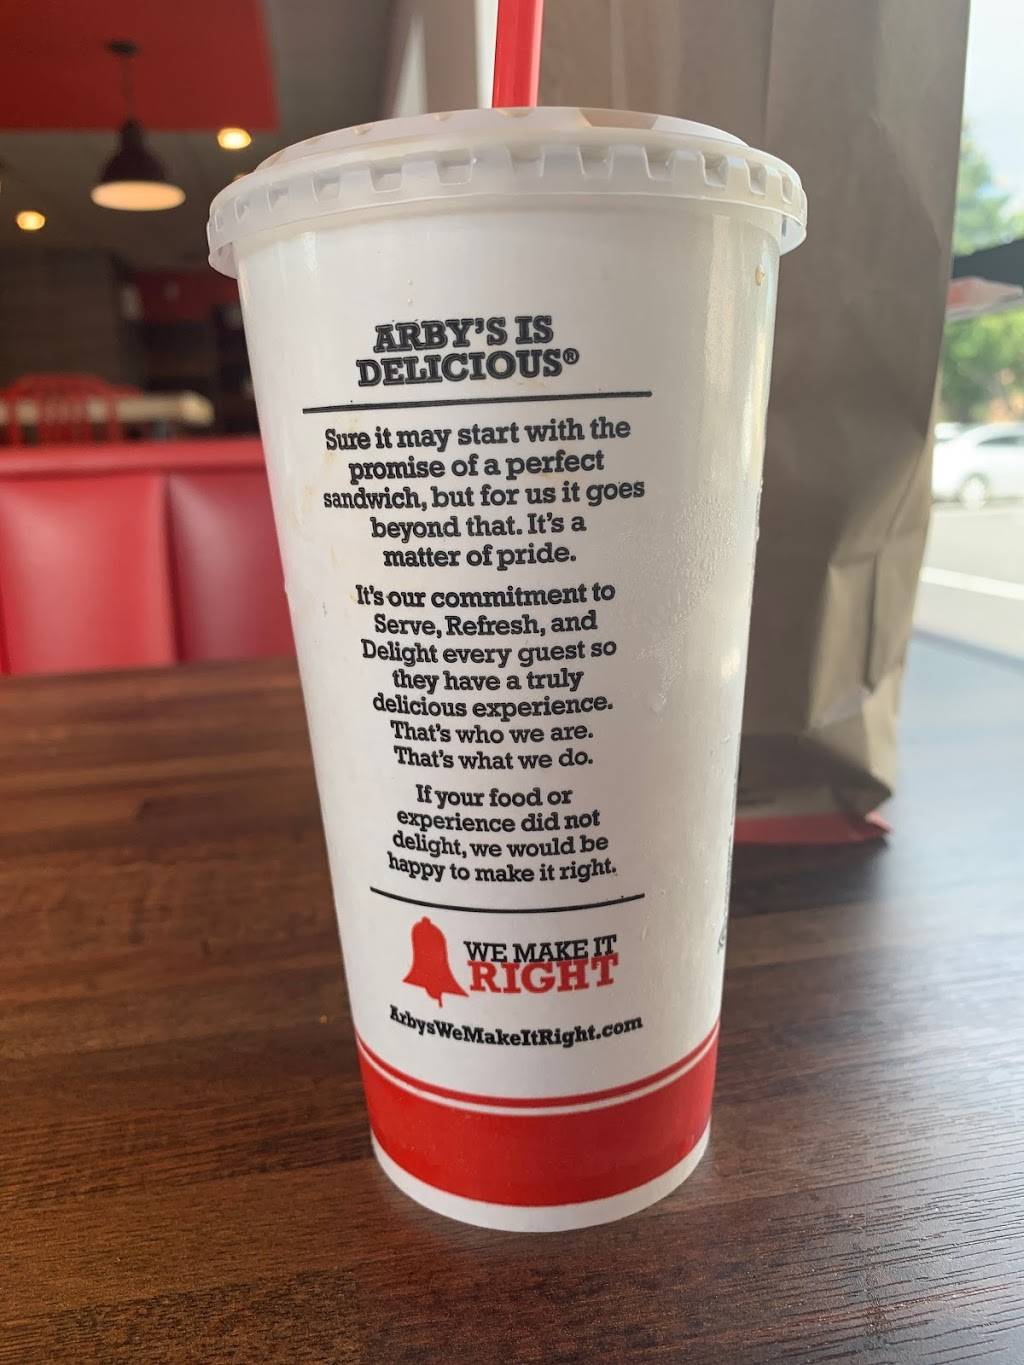 ARBY'S IS
DELICIOUS®
Sure it may start with the
promise of a perfect
sandwich, but for us it goes
beyond that. It's a
matter of pride.
It's our commitment to
Serve, Refresh, and
Delight every guest so
they have a truly
delicious experience.
That's who we are.
That's what we do.
If your food or
experience did not
delight, we would be
happy to make it right.
WE MAKE IT
RIGHT
ArbysWeMakeItRight.com